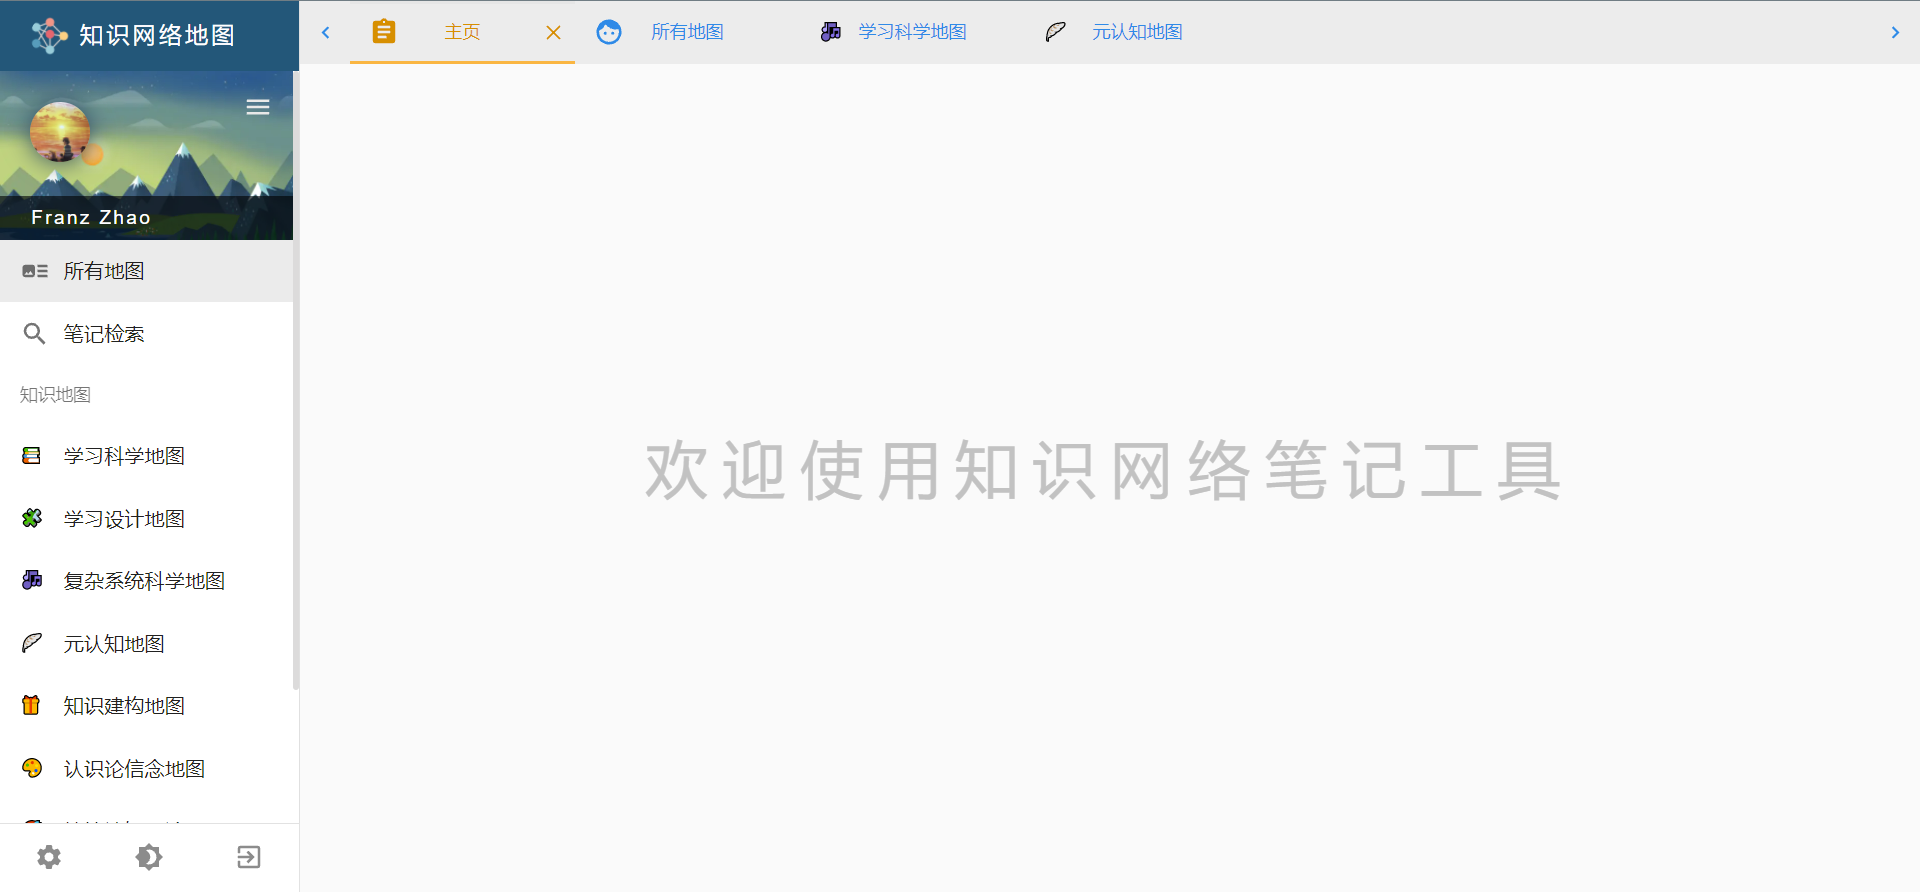 知识网络地图
主页
所有地图
学习科学地图
元认知地图
Franz Zhao
所有地图
笔记检索
知识地图
学习科学地图
学习设计地图
复杂系统科学地图
元认知地图
知识建构地图
认识论信念地图
欢迎使用知识网络笔记工具